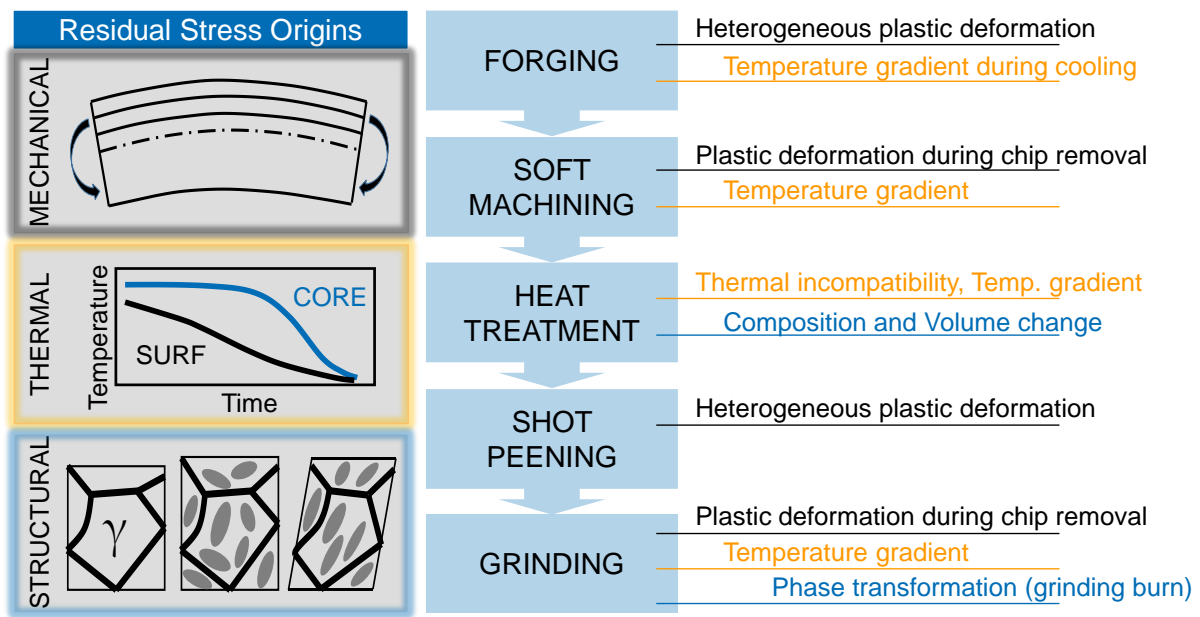 Residual Stress Origins
MECHANICAL
THERMAL
Temperature
CORE
SURF
Time
STRUCTURAL
γ
FORGING
Heterogeneous plastic deformation
Temperature gradient during cooling
SOFT
MACHINING
Plastic deformation during chip removal
Temperature gradient
HEAT
TREATMENT
Thermal incompatibility, Temp. gradient
Composition and Volume change
SHOT
PEENING
Heterogeneous plastic deformation
GRINDING
Plastic deformation during chip removal
Temperature gradient
Phase transformation (grinding burn)